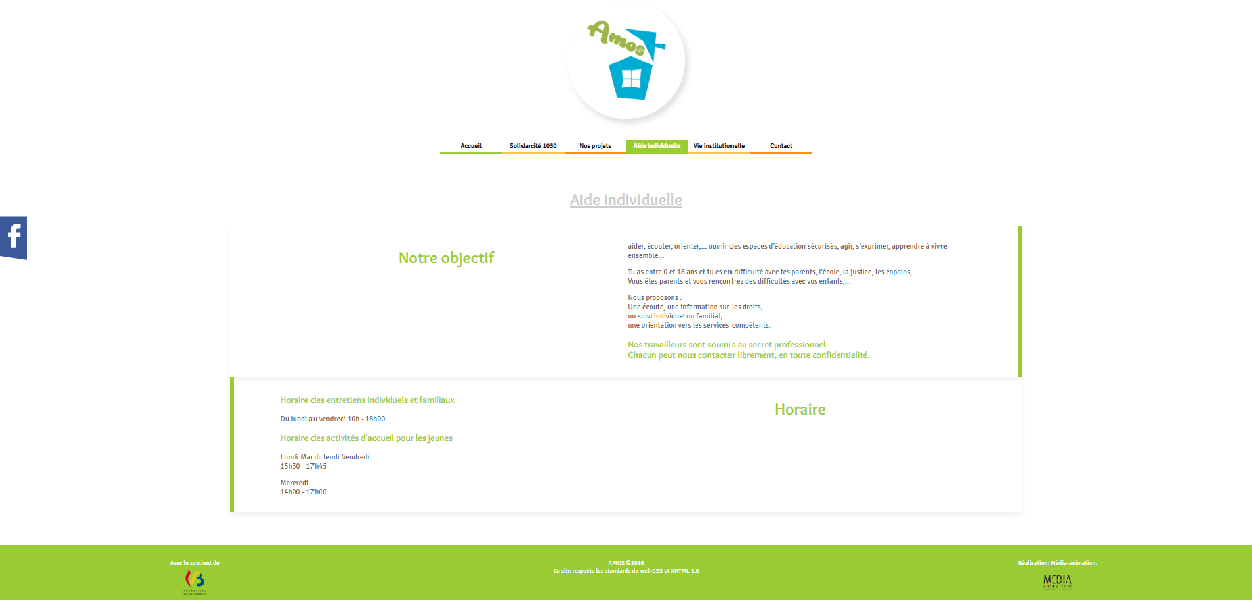 Amos
Accueil
Solidarcité 1030
Nos projets
Aide individuelle
Vie institutionelle
Contact
Aide individuelle
f
Notre objectif
aider, écouter, orienter,... ouvrir des espaces d'éducation sécurisés, agir, s'exprimer, apprendre à vivre
ensemble...
Tu as entre 0 et 18 ans et tu es en difficulté avec tes parents, l'école, la justice, les copains,
Vous êtes parents et vous rencontrez des difficultés avec vos enfants,...
Nous proposons :
Une écoute, une information sur les droits,
un suivi individuel ou familial,
une orientation vers les services compétents.
Nos travailleurs sont soumis au secret professionnel.
Chacun peut nous contacter librement, en toute confidentialité.
Horaire des entretiens individuels et familiaux
Du lundi au vendredi 10h - 18h00
Horaire des activités d'accueil pour les jeunes
Lundi Mardi Jeudi Vendredi
15h30 - 17h45
Mercredi
14h00 - 17h00
Horaire
Avec le soutient de
AMOS ©
Ce site respecte les standards du web CSS et XHTML 1.0
Réalisation: Média-animation.
MEDIA